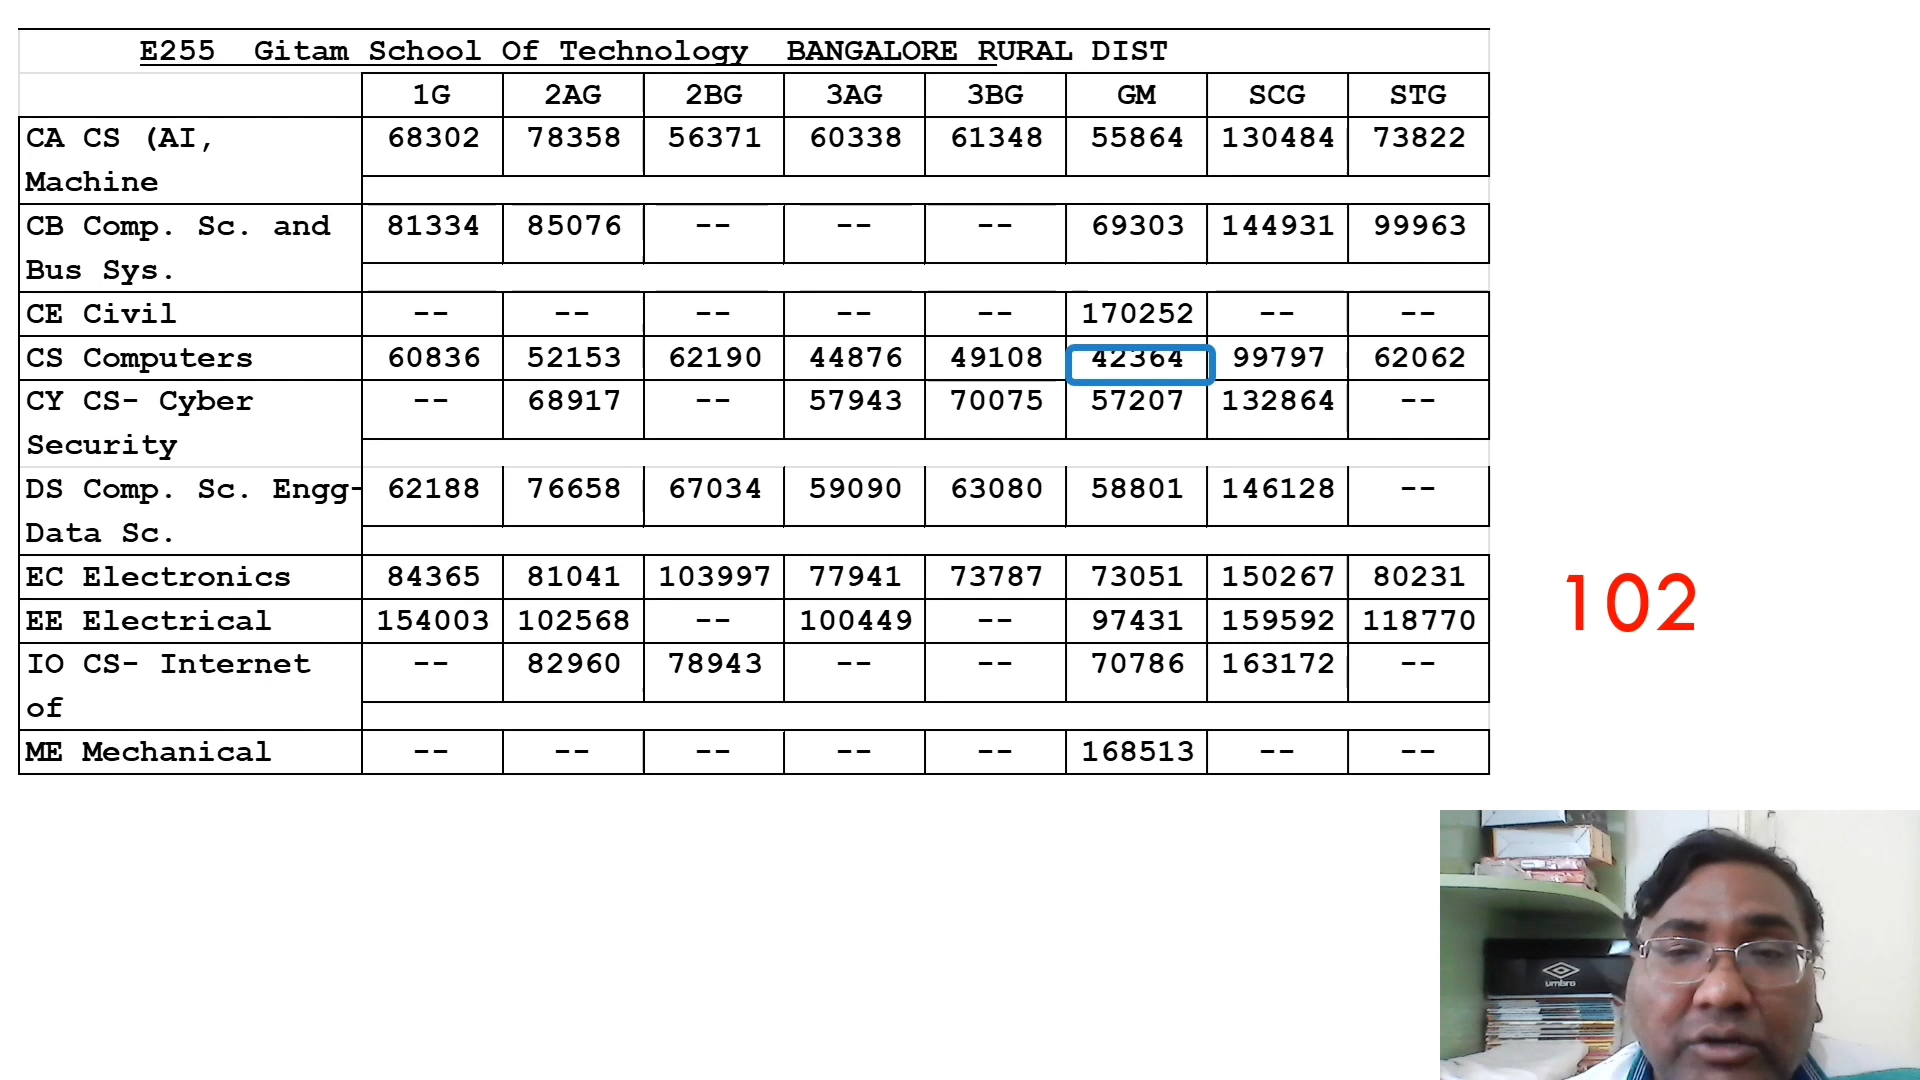 E255 Gitam School Of Technology BANGALORE RURAL DIST
1G 2AG 2BG 3AG 3BG GM SCG STG
CA CS (AI, 68302 78358 56371 60338 61348 55864 130484 73822
Machine
CB Comp. Sc. and 81334 85076 -- -- -- 69303 144931 99963
Bus Sys.
CE Civil -- -- -- -- -- 170252 -- --
CS Computers 60836 52153 62190 44876 49108 42364 99797 62062
CY CS- Cyber -- 68917 -- 57943 70075 57207 132864 --
Security
DS Comp. Sc. Engg- 62188 76658 67034 59090 63080 58801 146128 --
Data Sc.
EC Electronics 84365 81041 103997 77941 73787 73051 150267 80231
EE Electrical 154003 102568 -- 100449 -- 97431 159592 118770
IO CS- Internet -- 82960 78943 -- -- 70786 163172 --
of
ME Mechanical -- -- -- -- -- 168513 -- --
102
umbro